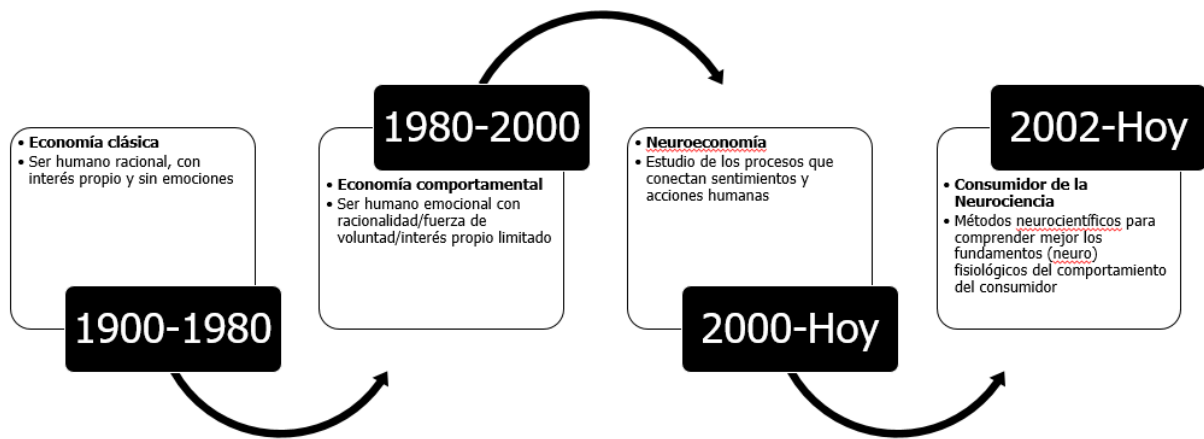 • Economía clásica
• Ser humano racional, con
interés propio y sin emociones
1900-1980
1980-2000
• Economía comportamental
• Ser humano emocional con
racionalidad/fuerza de
voluntad/interés propio limitado
• Neuroeconomía
• Estudio de los procesos que
conectan sentimientos y
acciones humanas
2000-Hoy
2002-Hoy
• Consumidor de la
Neurociencia
• Métodos neurocientíficos para
comprender mejor los
fundamentos (neuro)
fisiológicos del comportamiento
del consumidor